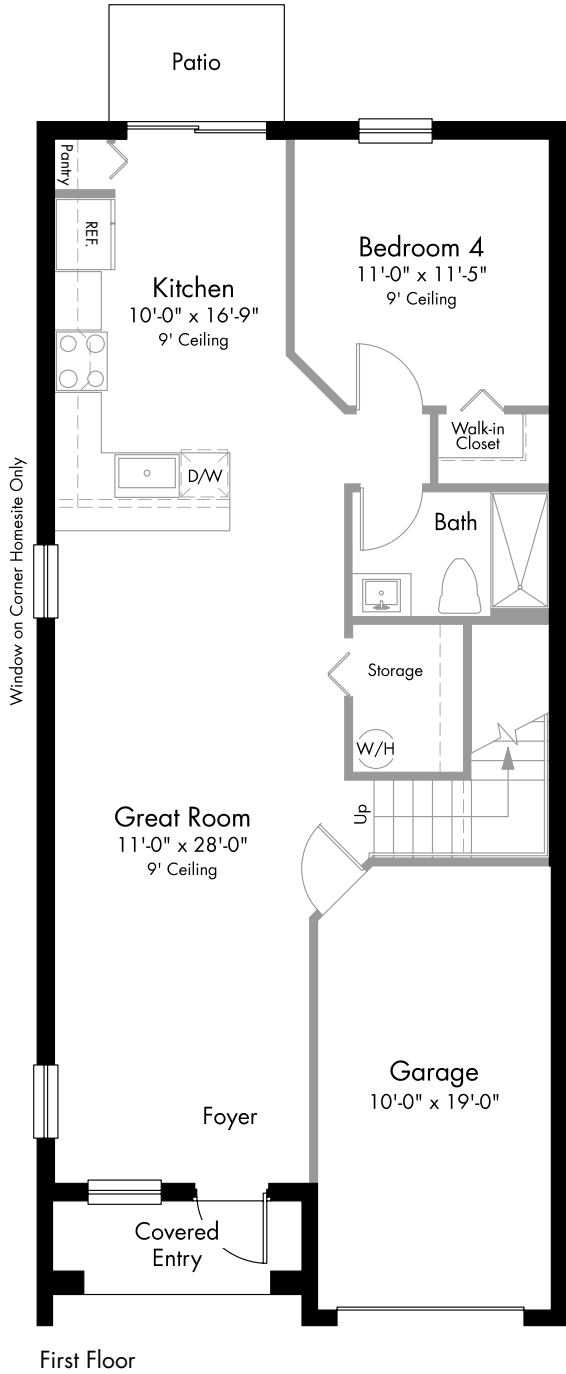 Patio
Pantry
REF.
Kitchen
10'-0" x 16'-9"
9' Ceiling
Bedroom 4
11'-0" x 11'-5"
9' Ceiling
Walk-in
Closet
D/W
Bath
Window on Corner Homesite Only
Storage
W/H
Up
Great Room
11'-0" x 28'-0"
9' Ceiling
Garage
10'-0" x 19'-0"
Foyer
Covered
Entry
First Floor